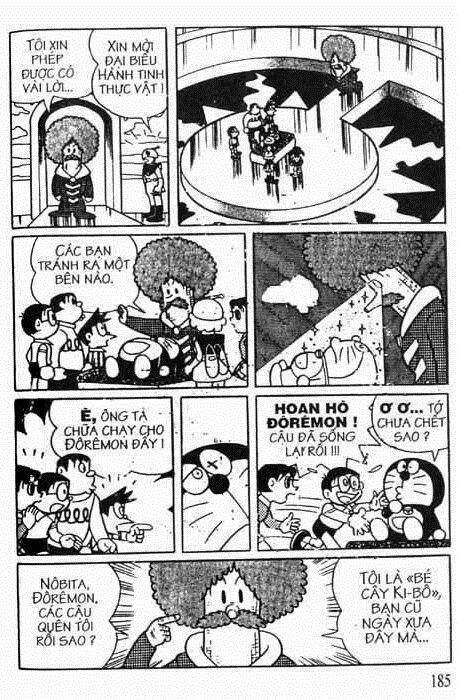 TÔI XIN
PHÉP
ĐƯỢC CÓ
VÀI LỜI...
XIN MỜI
ĐẠI BIỂU
HÀNH TINH
THỰC VẬT !
CÁC BẠN
TRÁNH RA MỘT
BÊN NÀO.
Ê, ÔNG TA
CHỮA CHẠY CHO
ĐÔRÊMON ĐẤY !
HOAN HÔ
ĐÔRÊMON !
CẬU ĐÃ SỐNG
LẠI RỒI !!!
Ơ Ơ... TỚ
CHƯA CHẾT
SAO ?
NÔBITA,
ĐÔRÊMON,
CÁC CẬU
QUÊN TÔI
RỒI SAO ?
TÔI LÀ «BÉ
CÂY KI-BÔ»,
BẠN CŨ
NGÀY XƯA
ĐÂY MÀ...
185